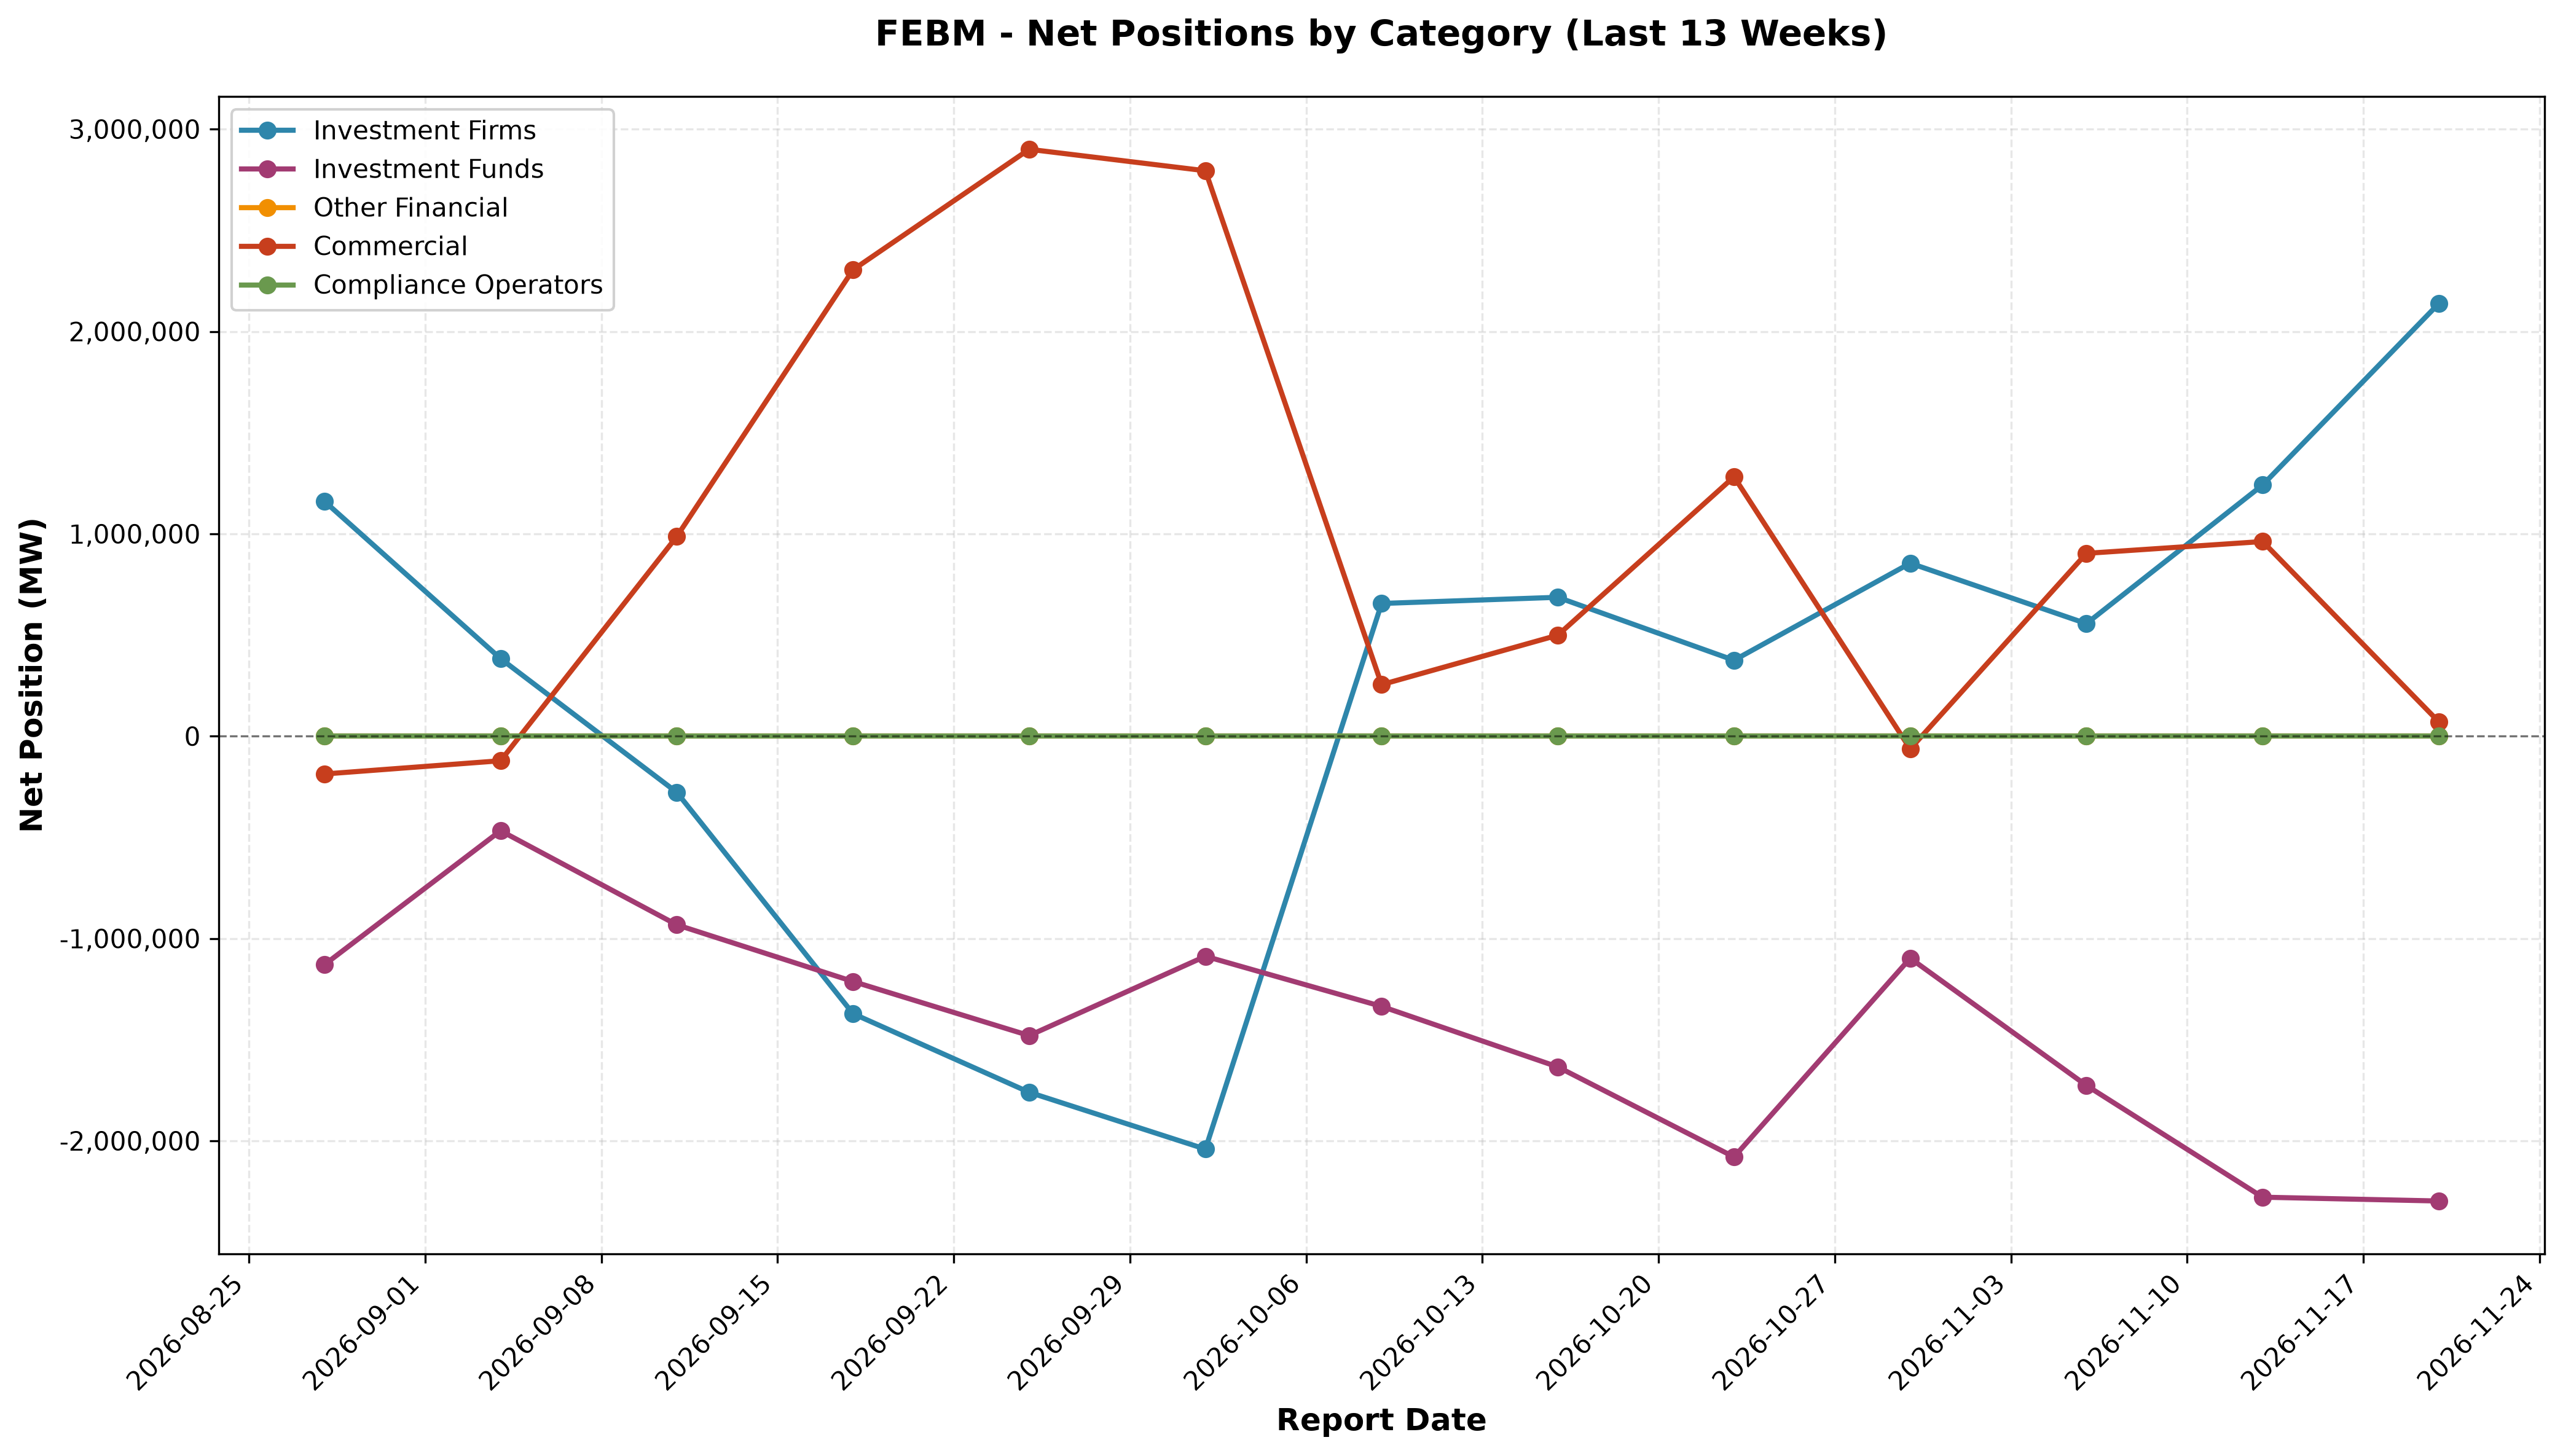 FEBM - Net Positions by Category (Last 13 Weeks)
Investment Firms
Investment Funds
Other Financial
Commercial
Compliance Operators
Net Position (MW)
3,000,000
2,000,000
1,000,000
0
-1,000,000
-2,000,000
2026-08-25
2026-09-01
2026-09-08
2026-09-15
2026-09-22
2026-09-29
2026-10-06
2026-10-13
2026-10-20
2026-10-27
2026-11-03
2026-11-10
2026-11-17
2026-11-24
Report Date